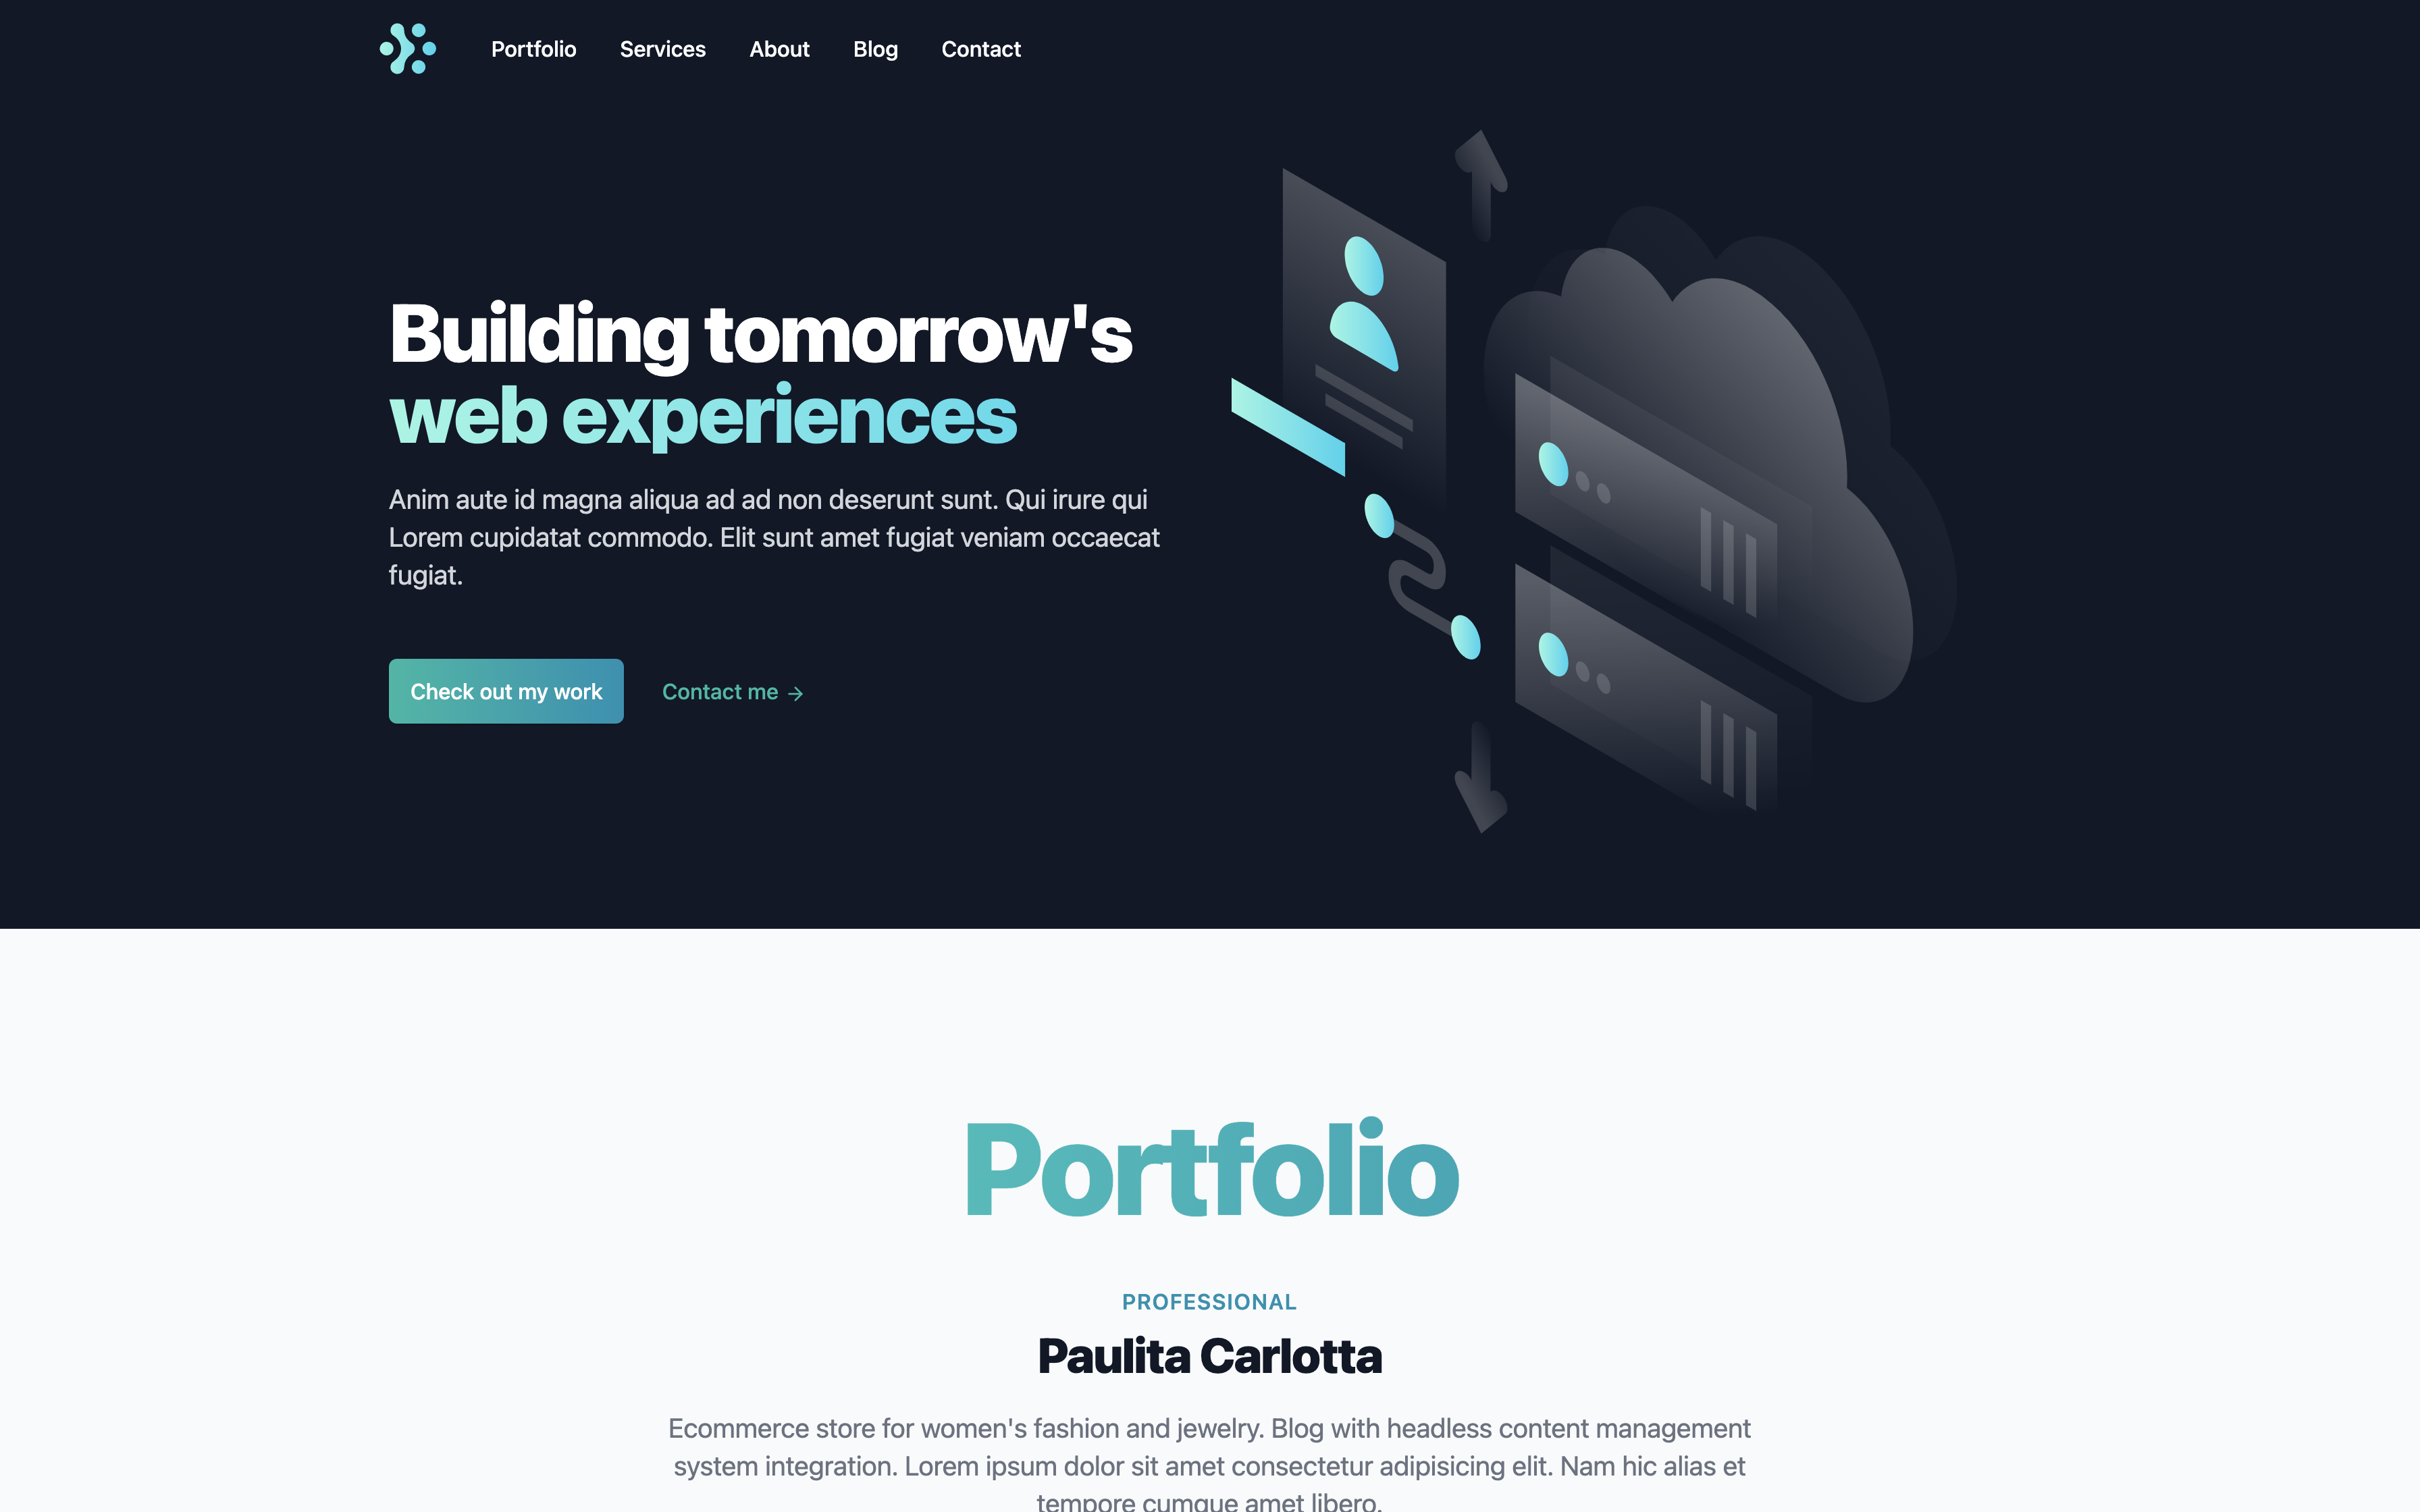 Portfolio Services About Blog Contact
Building tomorrow's
web experiences
Anim aute id magna aliqua ad ad non deserunt sunt. Qui irure qui
Lorem cupidatat commodo. Elit sunt amet fugiat veniam occaecat
fugiat.
Check out my work Contact me →
Portfolio
PROFESSIONAL
Paulita Carlotta
Ecommerce store for women's fashion and jewelry. Blog with headless content management
system integration. Lorem ipsum dolor sit amet consectetur adipisicing elit. Nam hic alias et
tempore cumque amet libero.